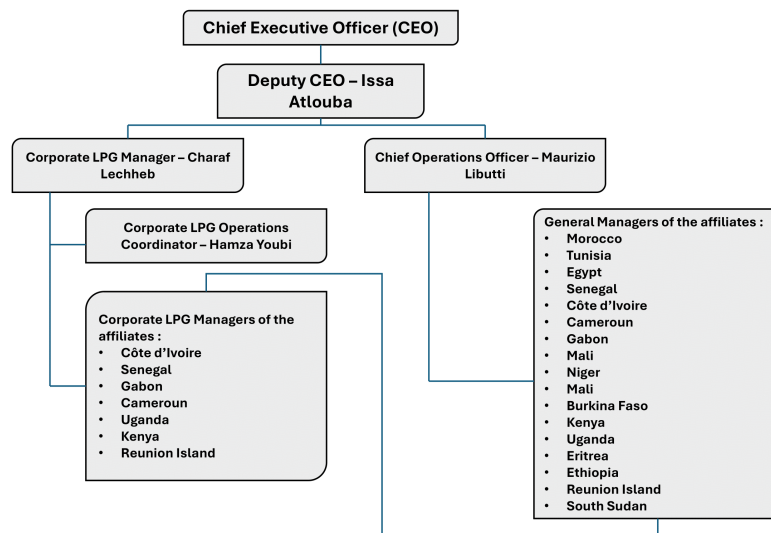 Chief Executive Officer (CEO)
Deputy CEO – Issa
Atlouba
Corporate LPG Manager – Charaf
Lechheb
Chief Operations Officer – Maurizio
Libutti
Corporate LPG Operations
Coordinator – Hamza Youbi
Corporate LPG Managers of the
affiliates :
• Côte d’Ivoire
• Senegal
• Gabon
• Cameroun
• Uganda
• Kenya
• Reunion Island
General Managers of the affiliates :
• Morocco
• Tunisia
• Egypt
• Senegal
• Côte d’Ivoire
• Cameroun
• Gabon
• Mali
• Niger
• Mali
• Burkina Faso
• Kenya
• Uganda
• Eritrea
• Ethiopia
• Reunion Island
• South Sudan